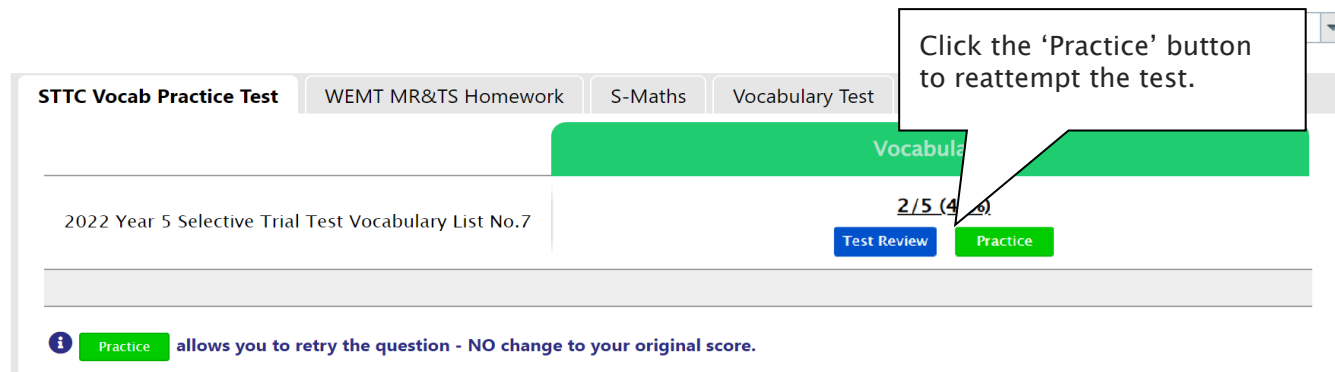 Click the ‘Practice’ button
to reattempt the test.
STTC Vocab Practice Test
WEMT MR&TS Homework
S-Maths
Vocabulary Test
2022 Year 5 Selective Trial Test Vocabulary List No.7
2/5
Test Review
Practice
Practice allows you to retry the question - NO change to your original score.